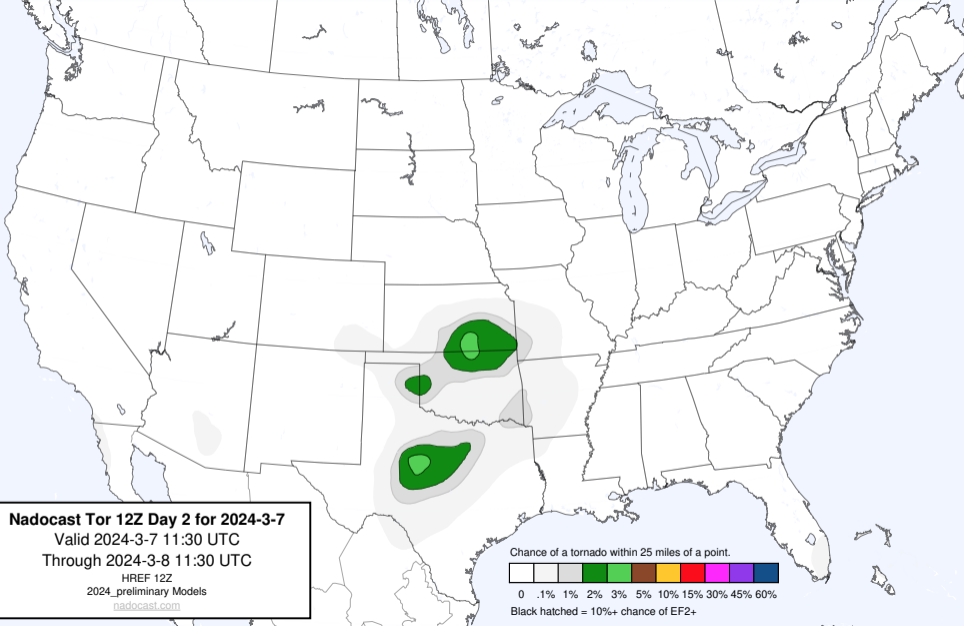 Nadocast Tor 12Z Day 2 for 2024-3-7
Valid 2024-3-7 11:30 UTC
Through 2024-3-8 11:30 UTC
HREF 12Z
2024_preliminary Models
nadocast.com
Chance of a tornado within 25 miles of a point.
0 .1% 1% 2% 3% 5% 10% 15% 30% 45% 60%
Black hatched = 10%+ chance of EF2+